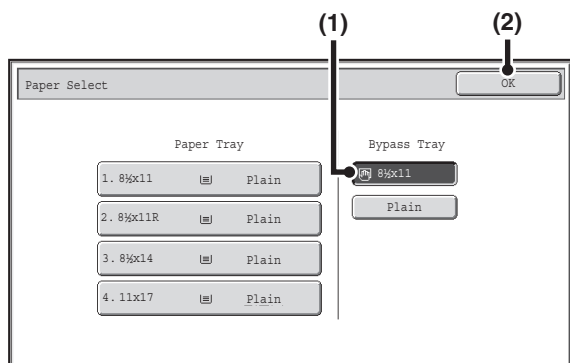 (1)
(2)
Paper Select
OK
Paper Tray
Bypass Tray
1. 8½x11 Plain
8½x11
2. 8½x11R Plain
Plain
3. 8½x14 Plain
4. 11x17 Plain